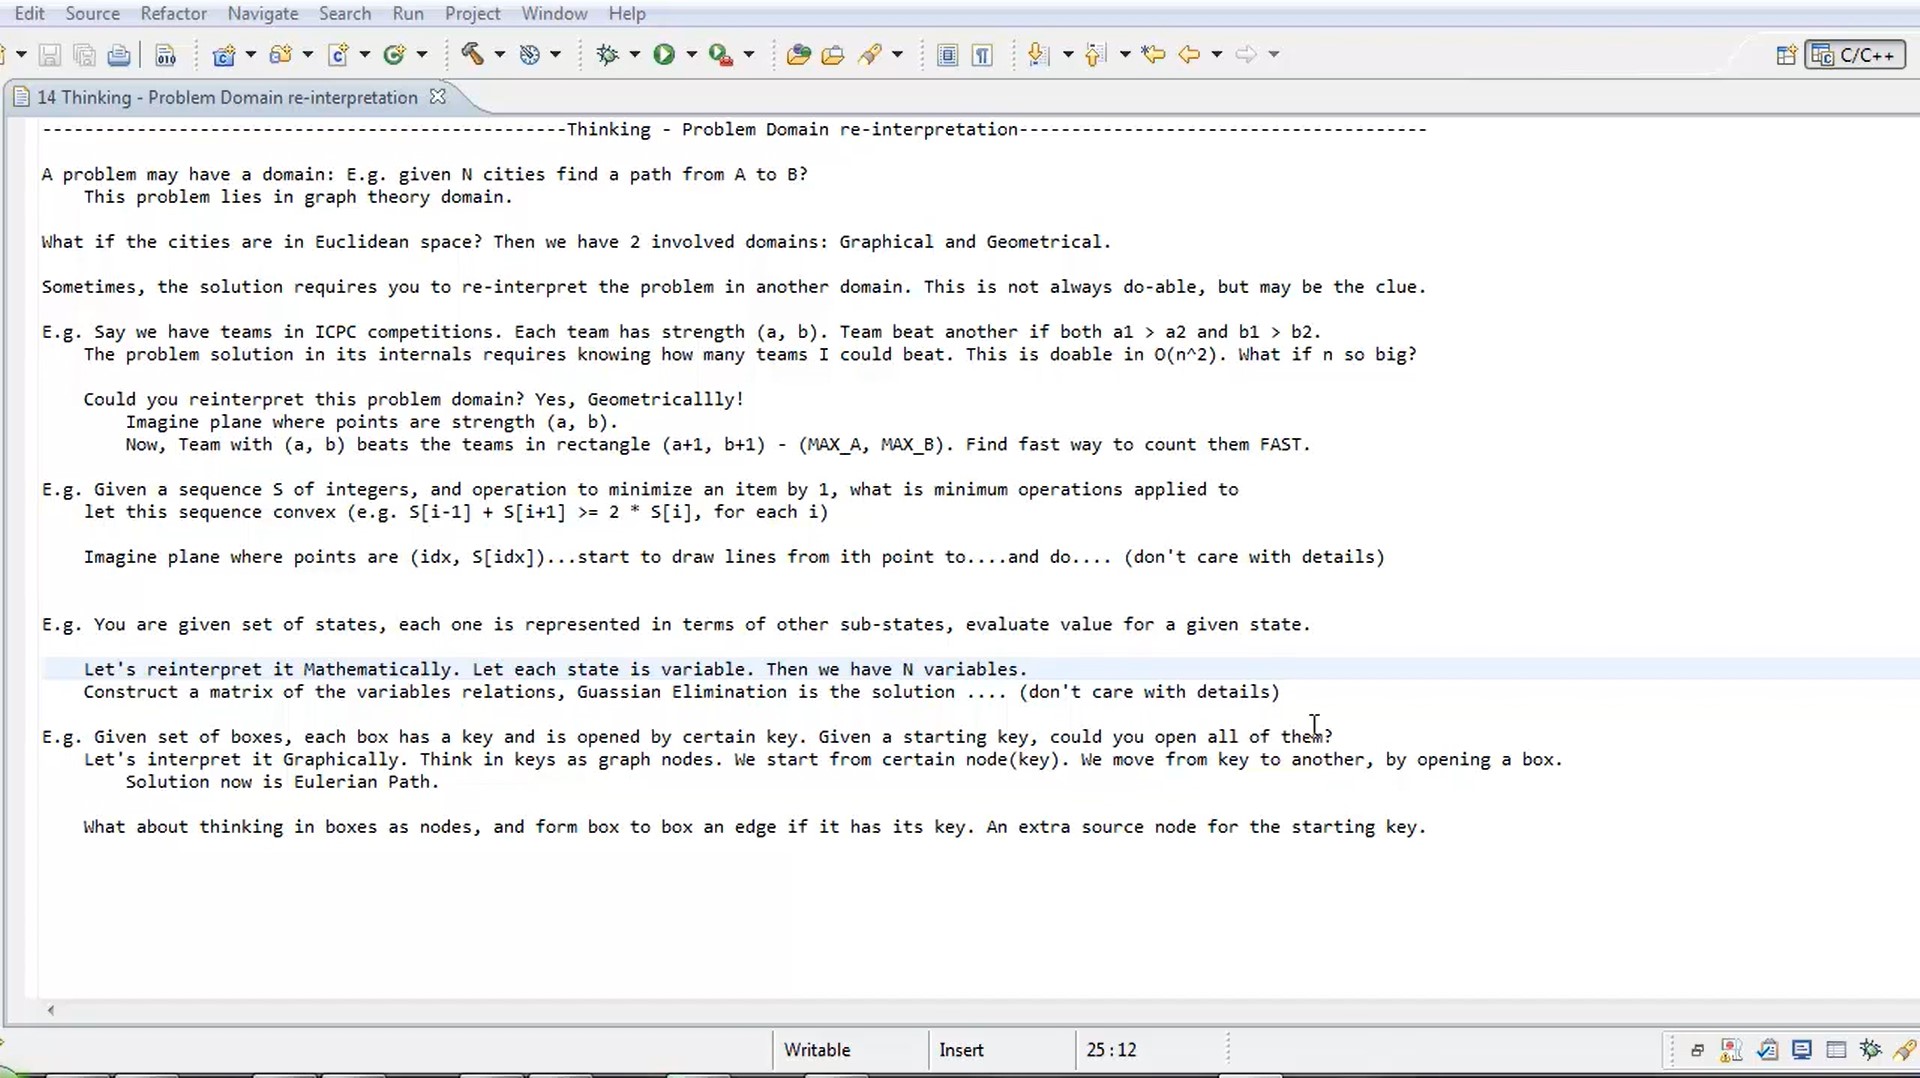 Edit Source Refactor Navigate Search Run Project Window Help
C/C++
14 Thinking - Problem Domain re-interpretation
--------------------------------------------------Thinking - Problem Domain re-interpretation---------------------------------------
A problem may have a domain: E.g. given N cities find a path from A to B?
This problem lies in graph theory domain.
What if the cities are in Euclidean space? Then we have 2 involved domains: Graphical and Geometrical.
Sometimes, the solution requires you to re-interpret the problem in another domain. This is not always do-able, but may be the clue.
E.g. Say we have teams in ICPC competitions. Each team has strength (a, b). Team beat another if both a1 > a2 and b1 > b2.
The problem solution in its internals requires knowing how many teams I could beat. This is doable in O(n^2). What if n so big?
Could you reinterpret this problem domain? Yes, Geometricallly!
Imagine plane where points are strength (a, b).
Now, Team with (a, b) beats the teams in rectangle (a+1, b+1) - (MAX_A, MAX_B). Find fast way to count them FAST.
E.g. Given a sequence S of integers, and operation to minimize an item by 1, what is minimum operations applied to
let this sequence convex (e.g. S[i-1] + S[i+1] >= 2 * S[i], for each i)
Imagine plane where points are (idx, S[idx])...start to draw lines from ith point to....and do.... (don't care with details)
E.g. You are given set of states, each one is represented in terms of other sub-states, evaluate value for a given state.
Let's reinterpret it Mathematically. Let each state is variable. Then we have N variables.
Construct a matrix of the variables relations, Guassian Elimination is the solution .... (don't care with details)
E.g. Given set of boxes, each box has a key and is opened by certain key. Given a starting key, could you open all of them?
Let's interpret it Graphically. Think in keys as graph nodes. We start from certain node(key). We move from key to another, by opening a box.
Solution now is Eulerian Path.
What about thinking in boxes as nodes, and form box to box an edge if it has its key. An extra source node for the starting key.
Writable Insert 25 : 12